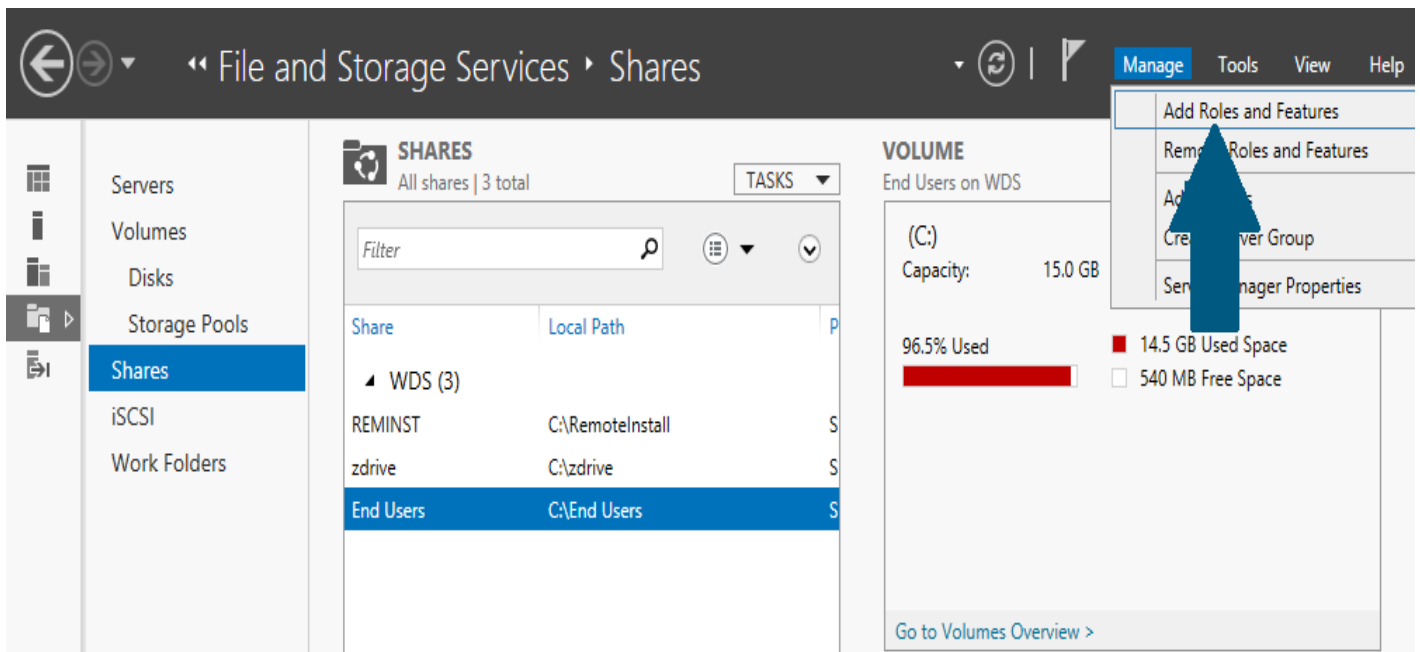 File and Storage Services ‣ Shares
Manage Tools View Help
Add Roles and Features
Roles and Features
Group
Properties
Servers
Volumes
Disks
Storage Pools
Shares
iSCSI
Work Folders
SHARES
All shares | 3 total
TASKS
Filter
Share Local Path P
WDS (3)
REMINST C:\RemoteInstall S
zdrive C:\zdrive S
End Users C:\End Users S
VOLUME
End Users on WDS
(C:)
Capacity: 15.0 GB
96.5% Used
14.5 GB Used Space
540 MB Free Space
Go to Volumes Overview >